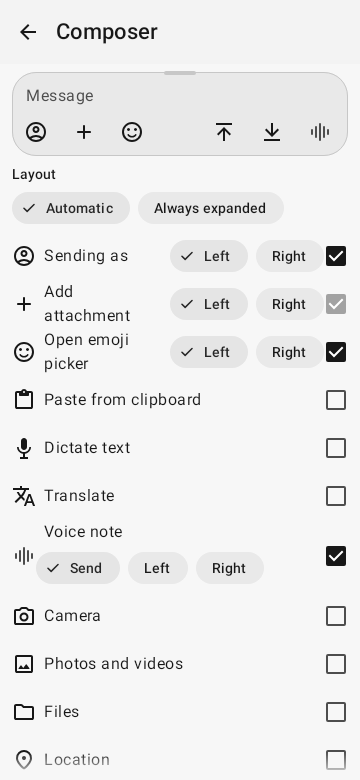 Composer
Message
Layout
Automatic Always expanded
Sending as Left Right
Add
attachment Left Right
Open emoji
picker Left Right
Paste from clipboard
Dictate text
Translate
Voice note
Send Left Right
Camera
Photos and videos
Files
Location